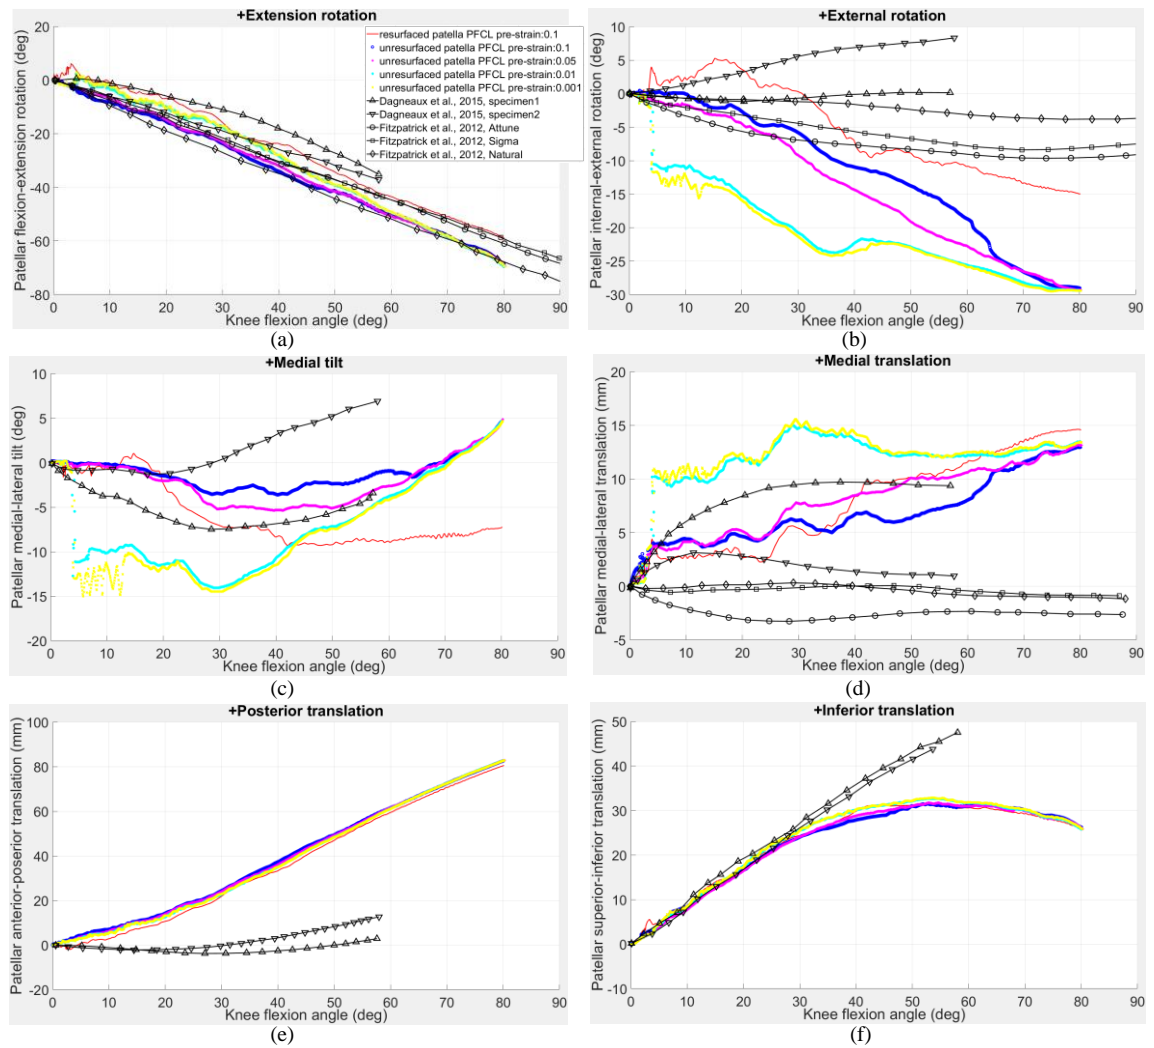 +Extension rotation
20
0
-20
-40
-60
-80
Patellar flexion-extension rotation (deg)
resurfaced patella PFCL pre-strain:0.1
unresurfaced patella PFCL pre-strain:0.1
unresurfaced patella PFCL pre-strain:0.05
unresurfaced patella PFCL pre-strain:0.01
unresurfaced patella PFCL pre-strain:0.001
Dagneaux et al., 2015, specimen1
Dagneaux et al., 2015, specimen2
Fitzpatrick et al., 2012, Attune
Fitzpatrick et al., 2012, Sigma
Fitzpatrick et al., 2012, Natural
0 10 20 30 40 50 60 70 80 90
Knee flexion angle (deg)
(a)
+External rotation
10
5
0
-5
-10
-15
-20
-25
-30
Patellar internal-external rotation (deg)
0 10 20 30 40 50 60 70 80 90
Knee flexion angle (deg)
(b)
+Medial tilt
10
5
0
-5
-10
-15
-20
Patellar medial-lateral tilt (deg)
0 10 20 30 40 50 60 70 80 90
Knee flexion angle (deg)
(c)
+Medial translation
20
15
10
5
0
-5
Patellar medial-lateral translation (mm)
0 10 20 30 40 50 60 70 80 90
Knee flexion angle (deg)
(d)
+Posterior translation
100
80
60
40
20
0
-20
Patellar anterior-poserior translation (mm)
0 10 20 30 40 50 60 70 80 90
Knee flexion angle (deg)
(e)
+Inferior translation
50
40
30
20
10
0
-10
Patellar superior-inferior translation (mm)
0 10 20 30 40 50 60 70 80 90
Knee flexion angle (deg)
(f)